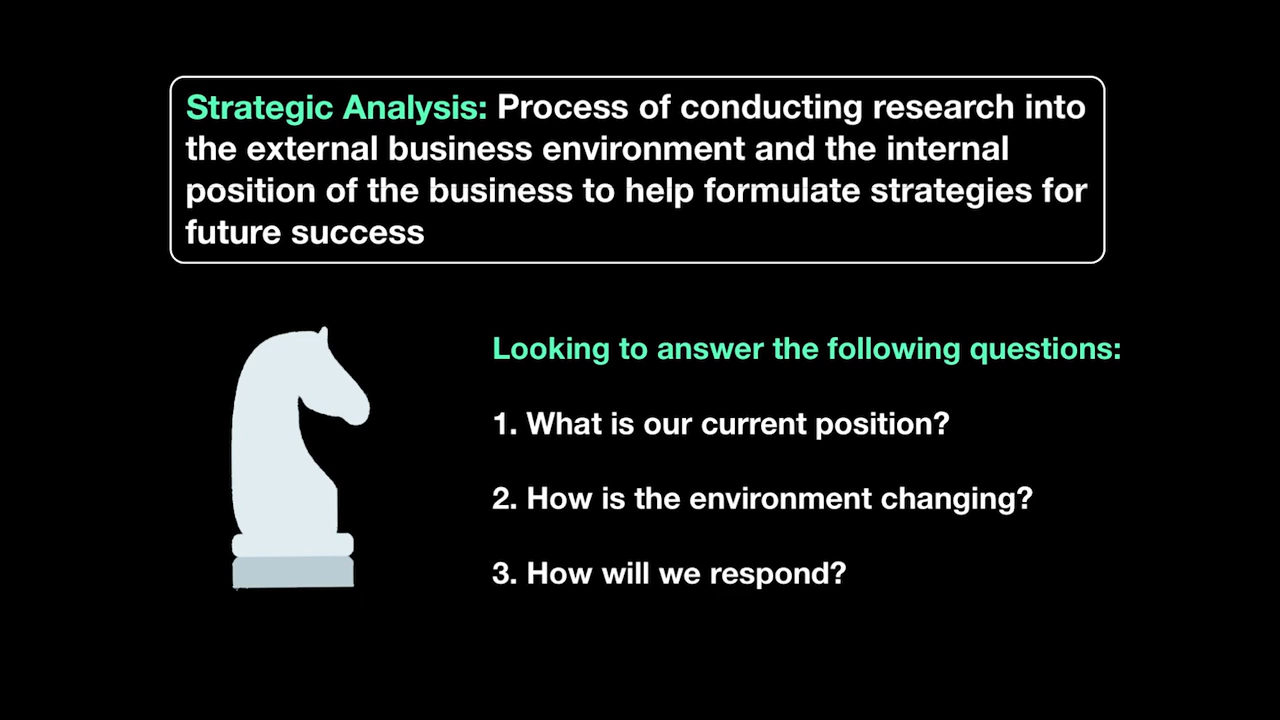 Strategic Analysis: Process of conducting research into
the external business environment and the internal
position of the business to help formulate strategies for
future success
Looking to answer the following questions:
1. What is our current position?
2. How is the environment changing?
3. How will we respond?